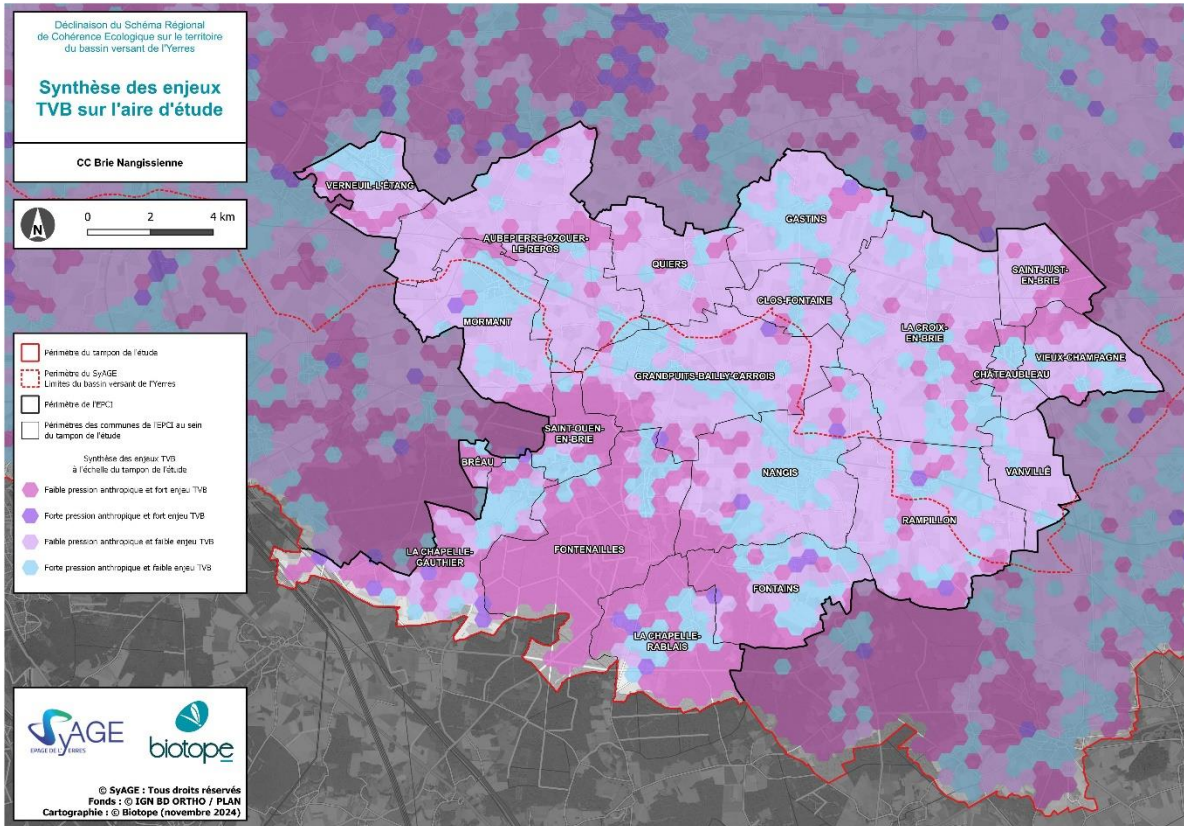 Déclinaison du Schéma Régional
de Cohérence Ecologique sur le territoire
du bassin versant de l'Yerres
Synthèse des enjeux
TVB sur l'aire d'étude
CC Brie Nangissienne
N
0 2 4 km
Périmètre du tampon de l'étude
Périmètre du SyAGE
Limites du bassin versant de l'Yerres
Périmètre de l'EPCI
Périmètres des communes de l'EPCI au sein
du tampon de l'étude
Synthèse des enjeux TVB
à l'échelle du tampon de l'étude
Faible pression anthropique et fort enjeu TVB
Forte pression anthropique et fort enjeu TVB
Faible pression anthropique et faible enjeu TVB
Forte pression anthropique et faible enjeu TVB
VERNEUIL-L'ÉTANG
AUBEPIERRE-OZOUER-
LE-REPOS
QUIERS
GASTINS
SAINT-JUST-
EN-BRIE
CLOS-FONTAINE
MORMANT
LA CROIX-
EN-BRIE
VIEUX-CHAMPAGNE
CHÂTEAUBLEAU
GRANDPUITS-BAILLY-CARROIS
SAINT-OUEN-
EN-BRIE
BRÉAU
NANGIS
VANVILLÉ
RAMPILLON
FONTENAILLES
LA CHAPELLE-
GAUTHIER
FONTAINS
LA CHAPELLE-
RABLAIS
SyAGE
EPAGE DE L'YERRES
biotope
© SyAGE : Tous droits réservés
Fonds : © IGN BD ORTHO / PLAN
Cartographie : © Biotope (novembre 2024)